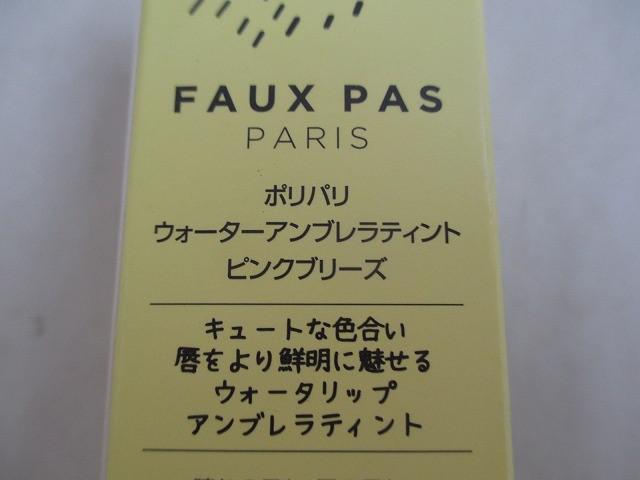 FAUX PAS
PARIS
ポリパリ
ウォーターアンブレラティント
ピンクブリーズ
キュートな色合い
唇をより鮮明に魅せる
ウォータリップ
アンブレラティント